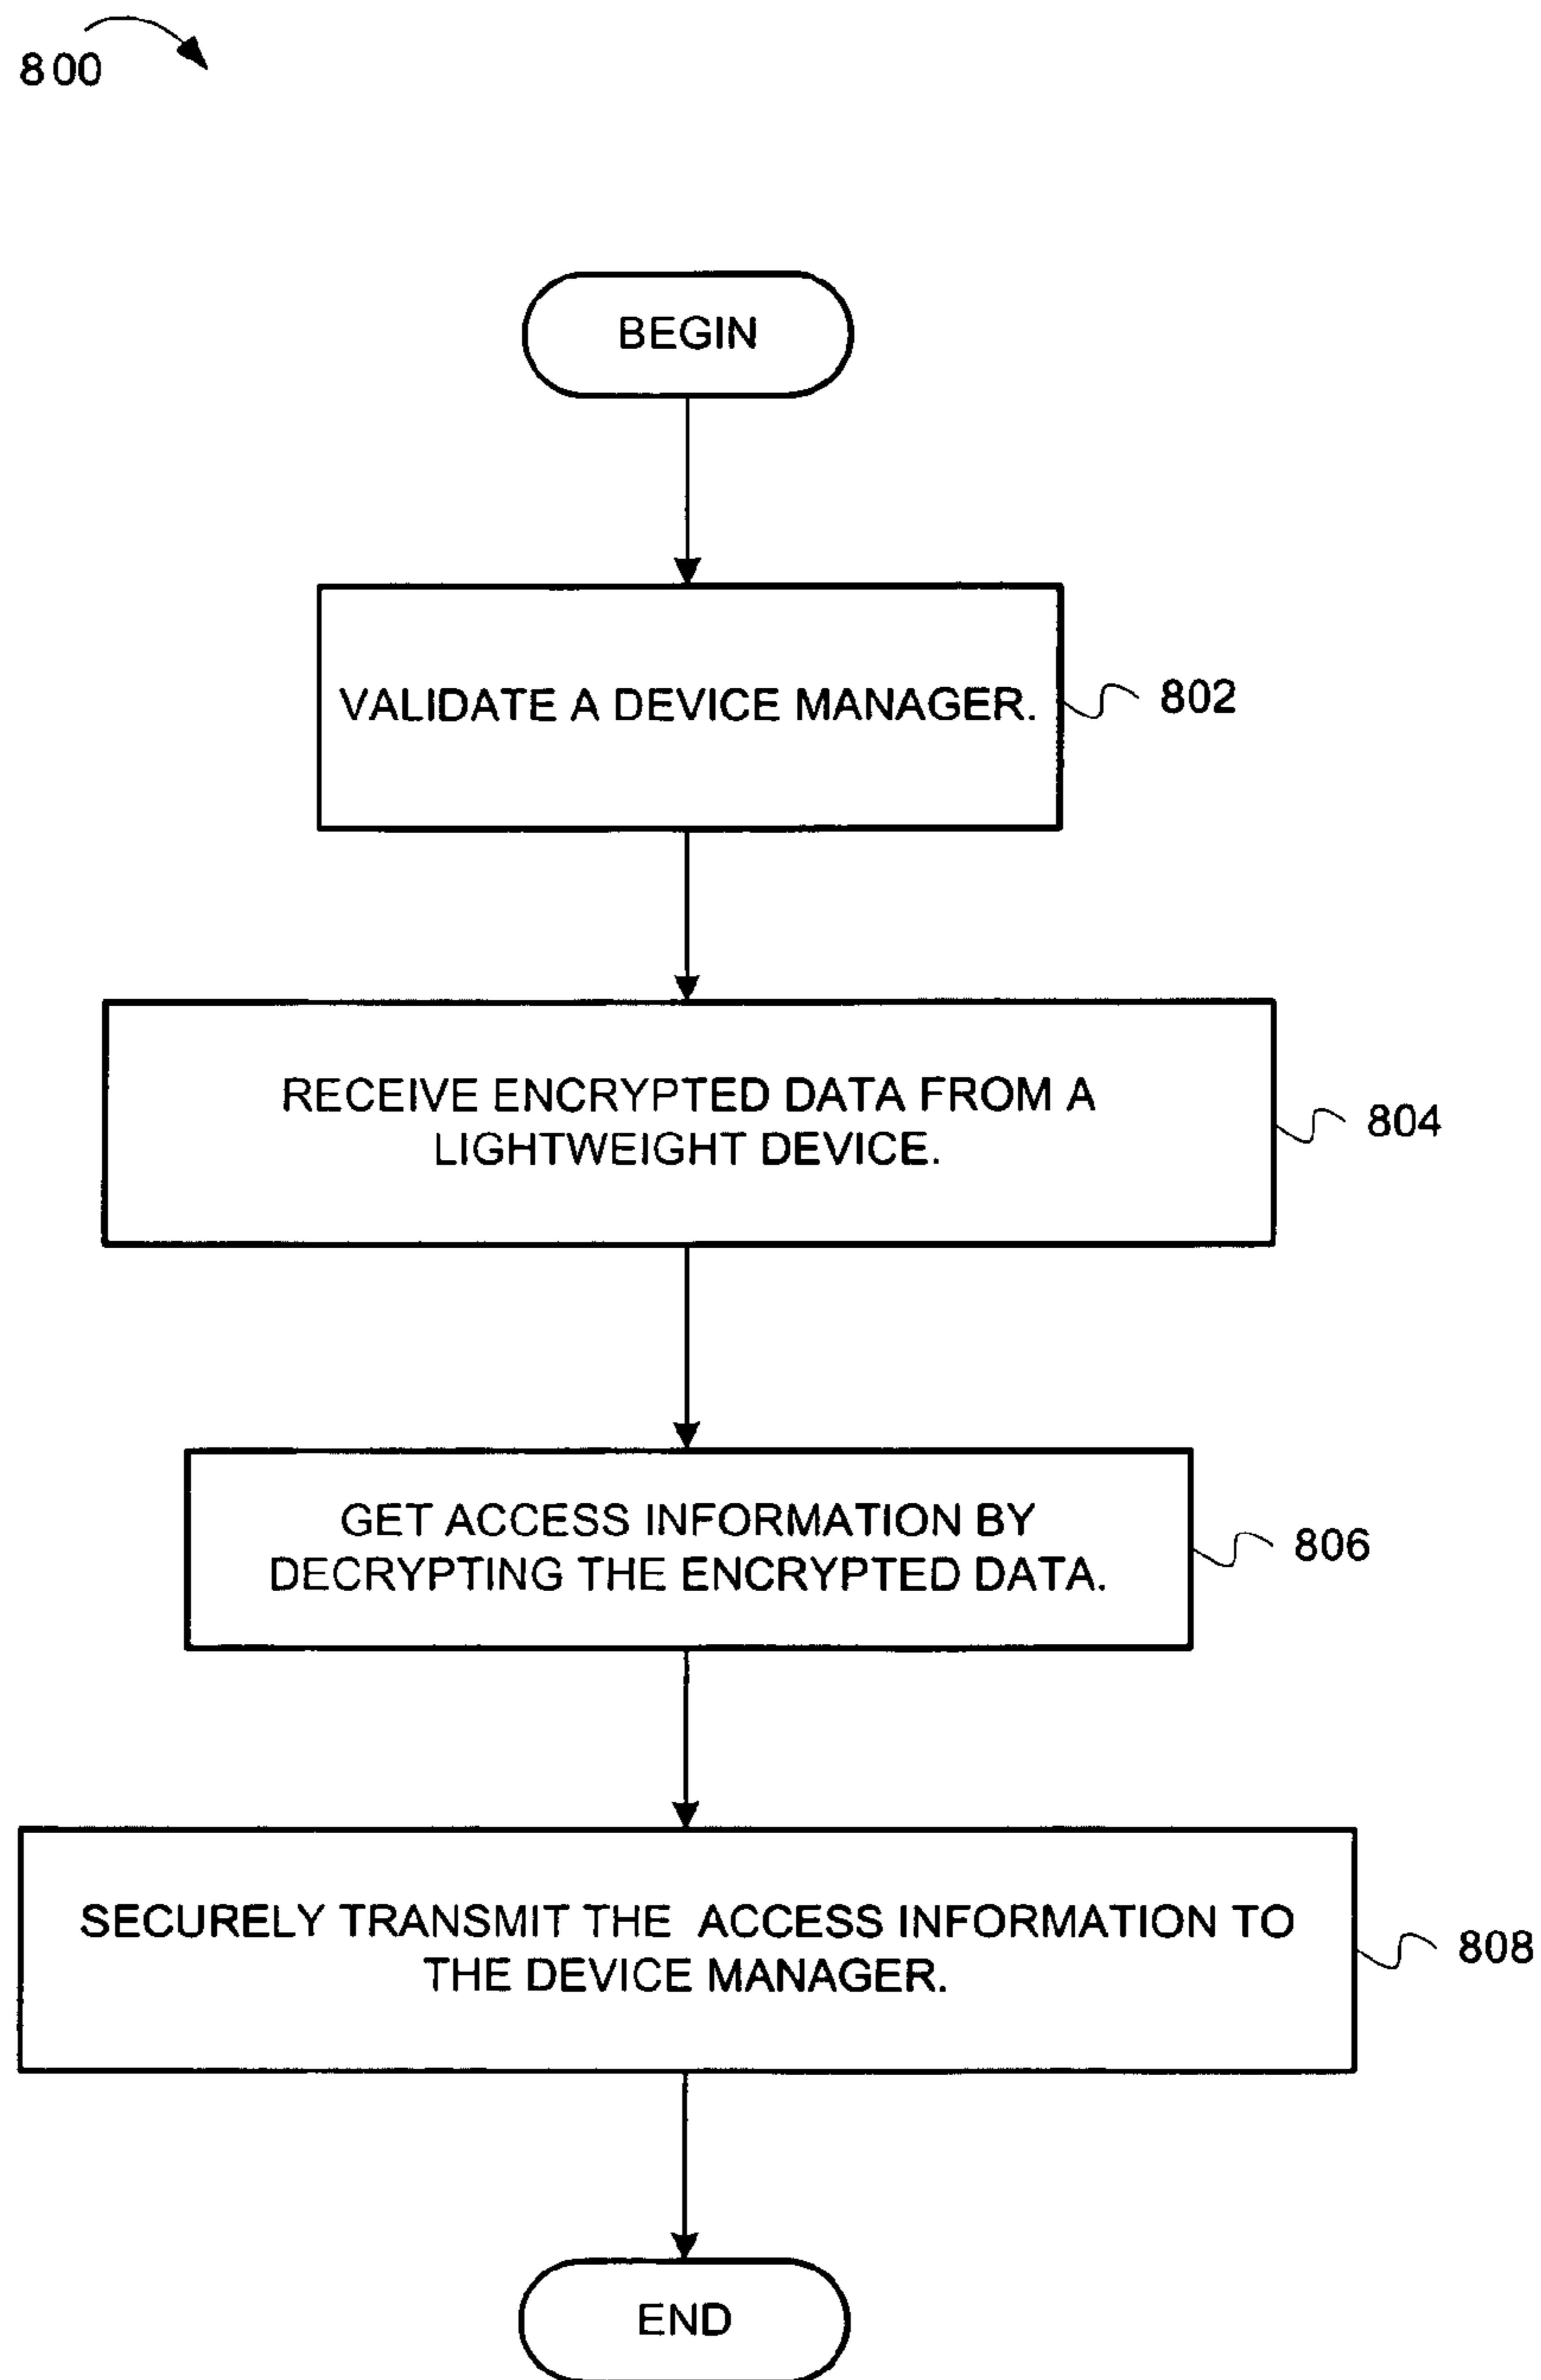 800
BEGIN
VALIDATE A DEVICE MANAGER.
802
RECEIVE ENCRYPTED DATA FROM A
LIGHTWEIGHT DEVICE.
804
GET ACCESS INFORMATION BY
DECRYPTING THE ENCRYPTED DATA.
806
SECURELY TRANSMIT THE ACCESS INFORMATION TO
THE DEVICE MANAGER.
808
END